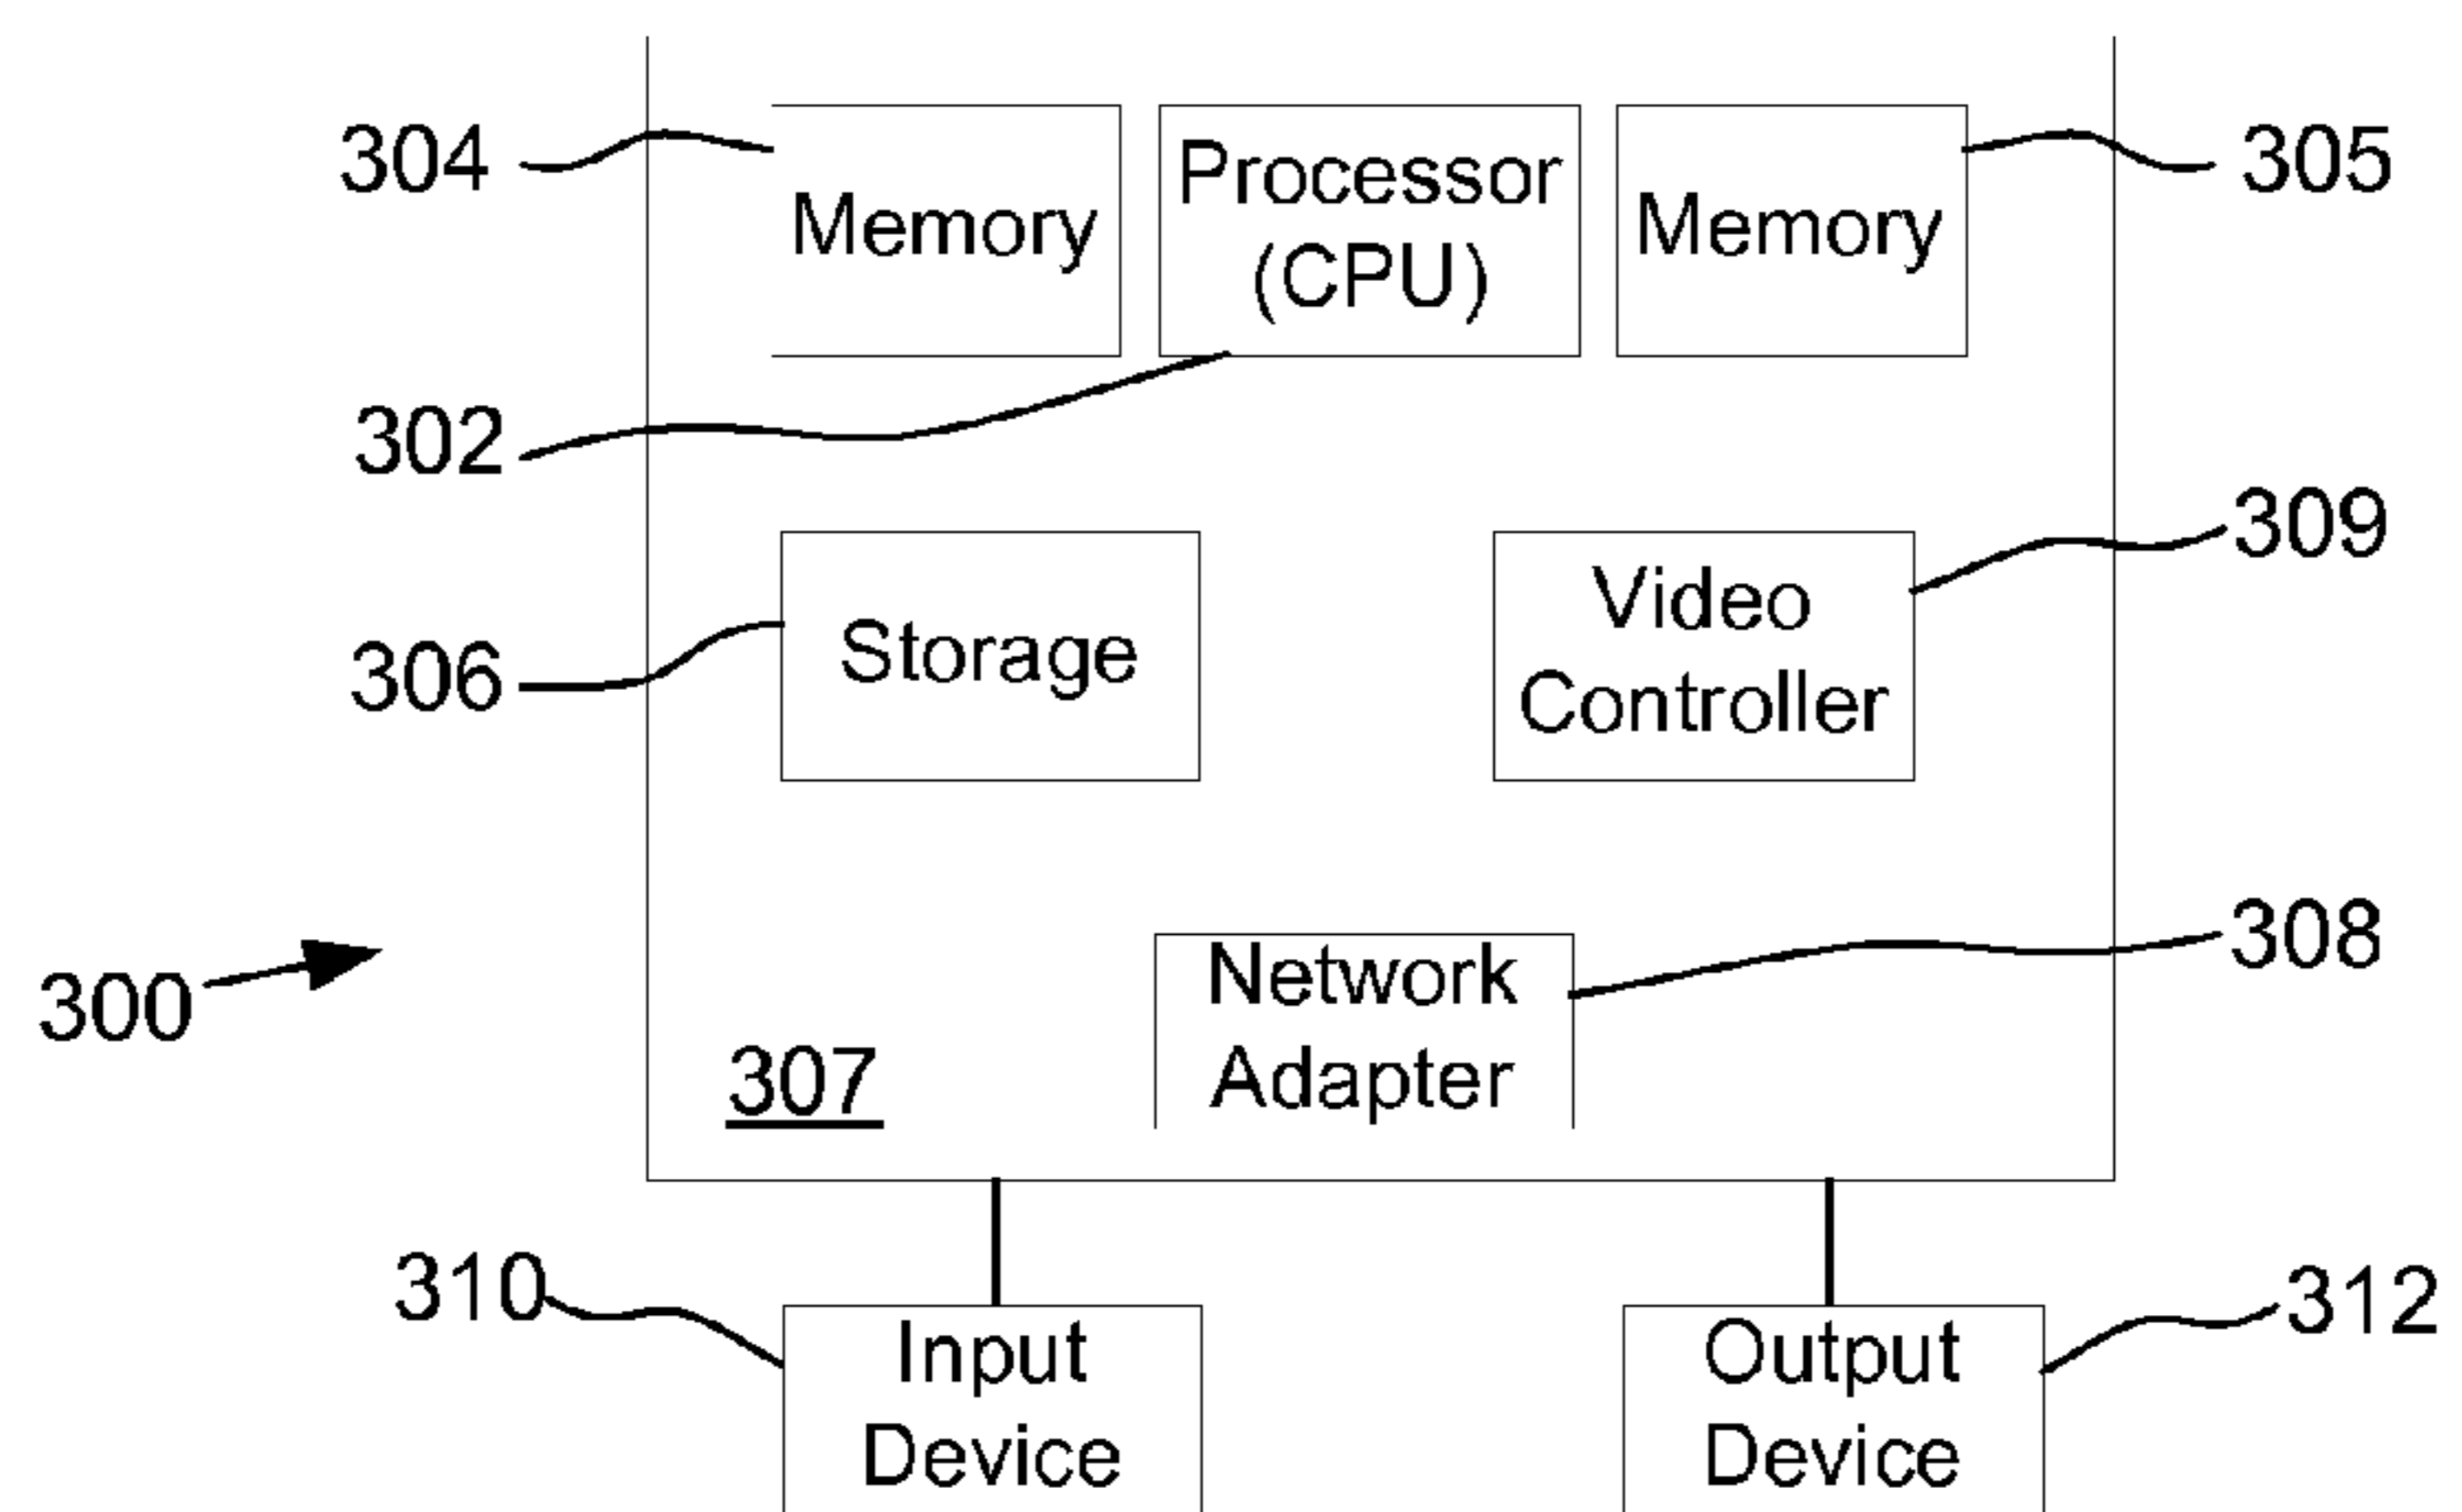 304
Memory
Processor
(CPU)
Memory
305
302
309
Storage
Video
Controller
306
308
Network
Adapter
300
307
310
Input
Device
Output
Device
312